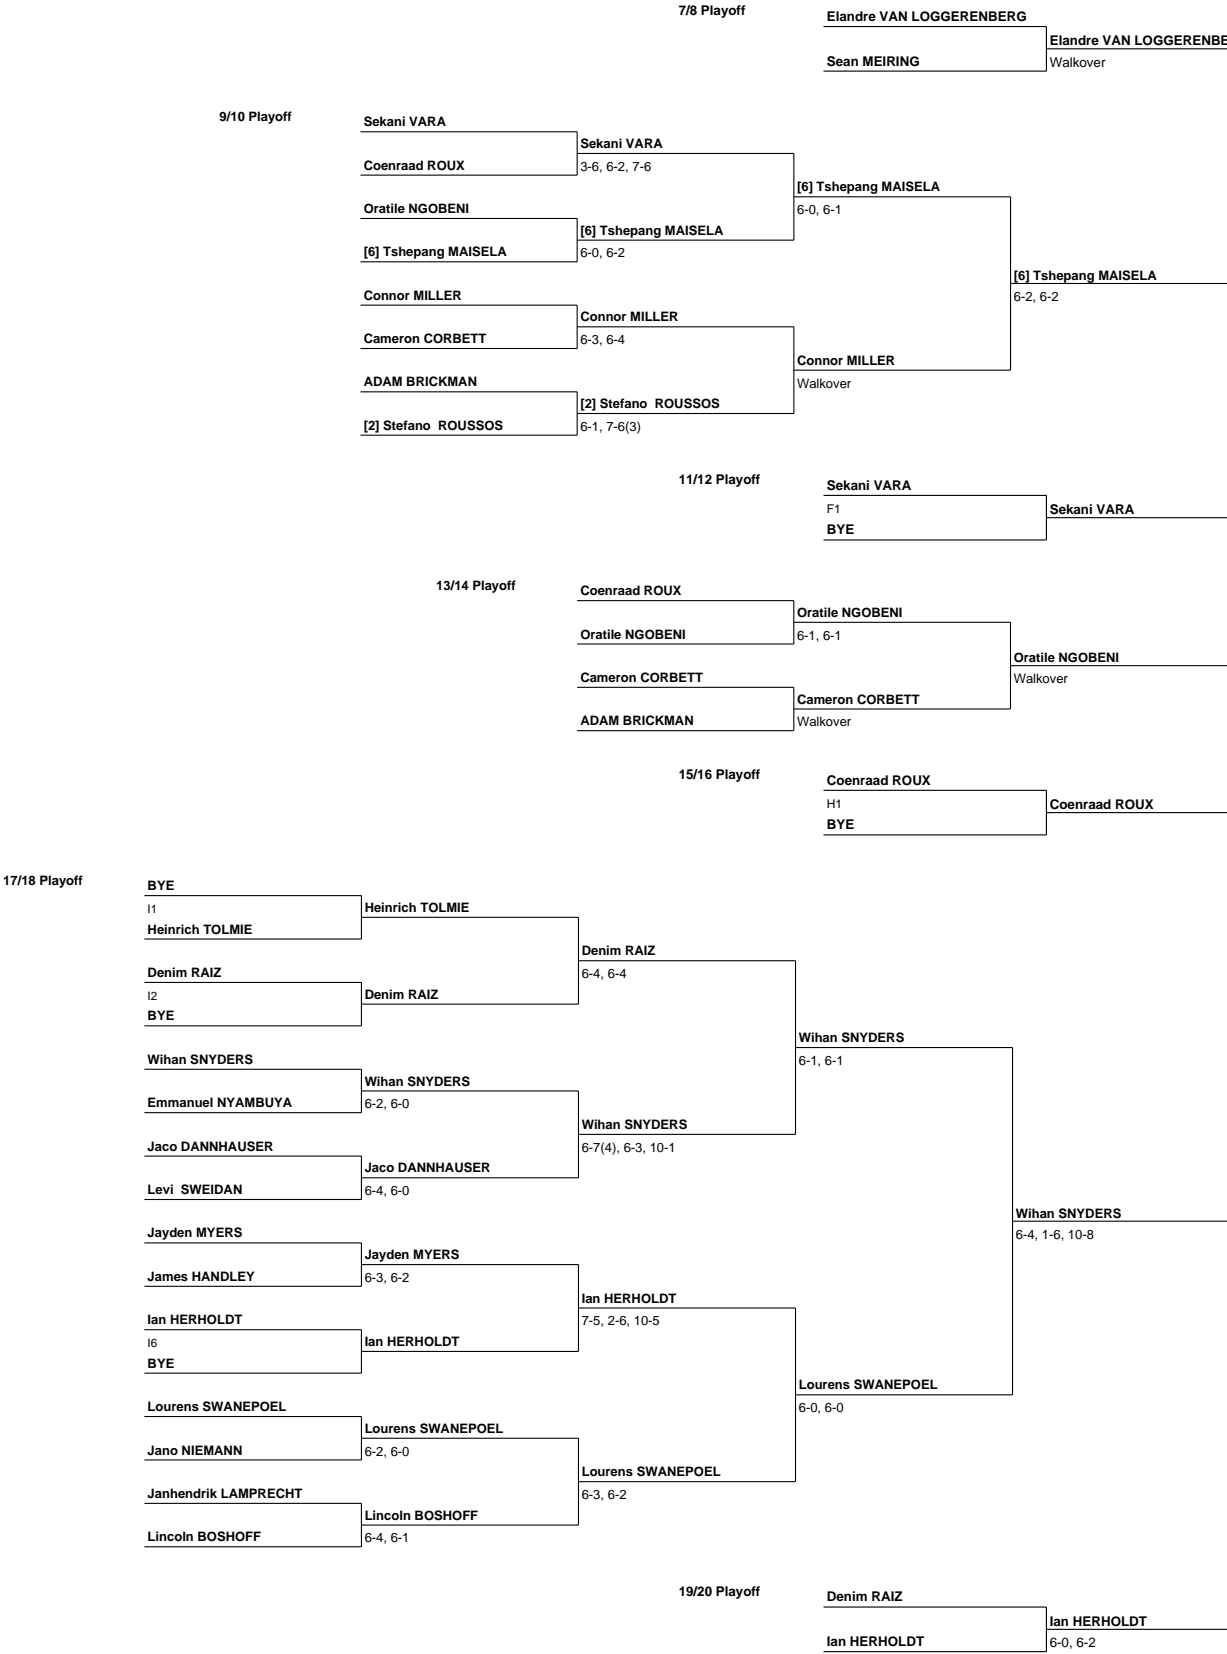 7/8 Playoff
Elandre VAN LOGGERENBERG
Elandre VAN LOGGERENBE
Sean MEIRING
Walkover
9/10 Playoff
Sekani VARA
Sekani VARA
Coenraad ROUX
3-6, 6-2, 7-6
[6] Tshepang MAISELA
Oratile NGOBENI
6-0, 6-1
[6] Tshepang MAISELA
[6] Tshepang MAISELA
6-0, 6-2
[6] Tshepang MAISELA
Connor MILLER
6-2, 6-2
Connor MILLER
Cameron CORBETT
6-3, 6-4
Connor MILLER
ADAM BRICKMAN
Walkover
[2] Stefano  ROUSSOS
[2] Stefano  ROUSSOS
6-1, 7-6(3)
11/12 Playoff
Sekani VARA
F1
Sekani VARA
BYE
13/14 Playoff
Coenraad ROUX
Oratile NGOBENI
Oratile NGOBENI
6-1, 6-1
Oratile NGOBENI
Cameron CORBETT
Walkover
Cameron CORBETT
ADAM BRICKMAN
Walkover
15/16 Playoff
Coenraad ROUX
H1
Coenraad ROUX
BYE
17/18 Playoff
BYE
I1
Heinrich TOLMIE
Heinrich TOLMIE
Denim RAIZ
Denim RAIZ
6-4, 6-4
I2
Denim RAIZ
BYE
Wihan SNYDERS
Wihan SNYDERS
6-1, 6-1
Wihan SNYDERS
Emmanuel NYAMBUYA
6-2, 6-0
Wihan SNYDERS
Jaco DANNHAUSER
6-7(4), 6-3, 10-1
Jaco DANNHAUSER
Levi  SWEIDAN
6-4, 6-0
Wihan SNYDERS
Jayden MYERS
6-4, 1-6, 10-8
Jayden MYERS
James HANDLEY
6-3, 6-2
Ian HERHOLDT
Ian HERHOLDT
7-5, 2-6, 10-5
I6
Ian HERHOLDT
BYE
Lourens SWANEPOEL
Lourens SWANEPOEL
6-0, 6-0
Lourens SWANEPOEL
Jano NIEMANN
6-2, 6-0
Lourens SWANEPOEL
Janhendrik LAMPRECHT
6-3, 6-2
Lincoln BOSHOFF
Lincoln BOSHOFF
6-4, 6-1
19/20 Playoff
Denim RAIZ
Ian HERHOLDT
Ian HERHOLDT
6-0, 6-2